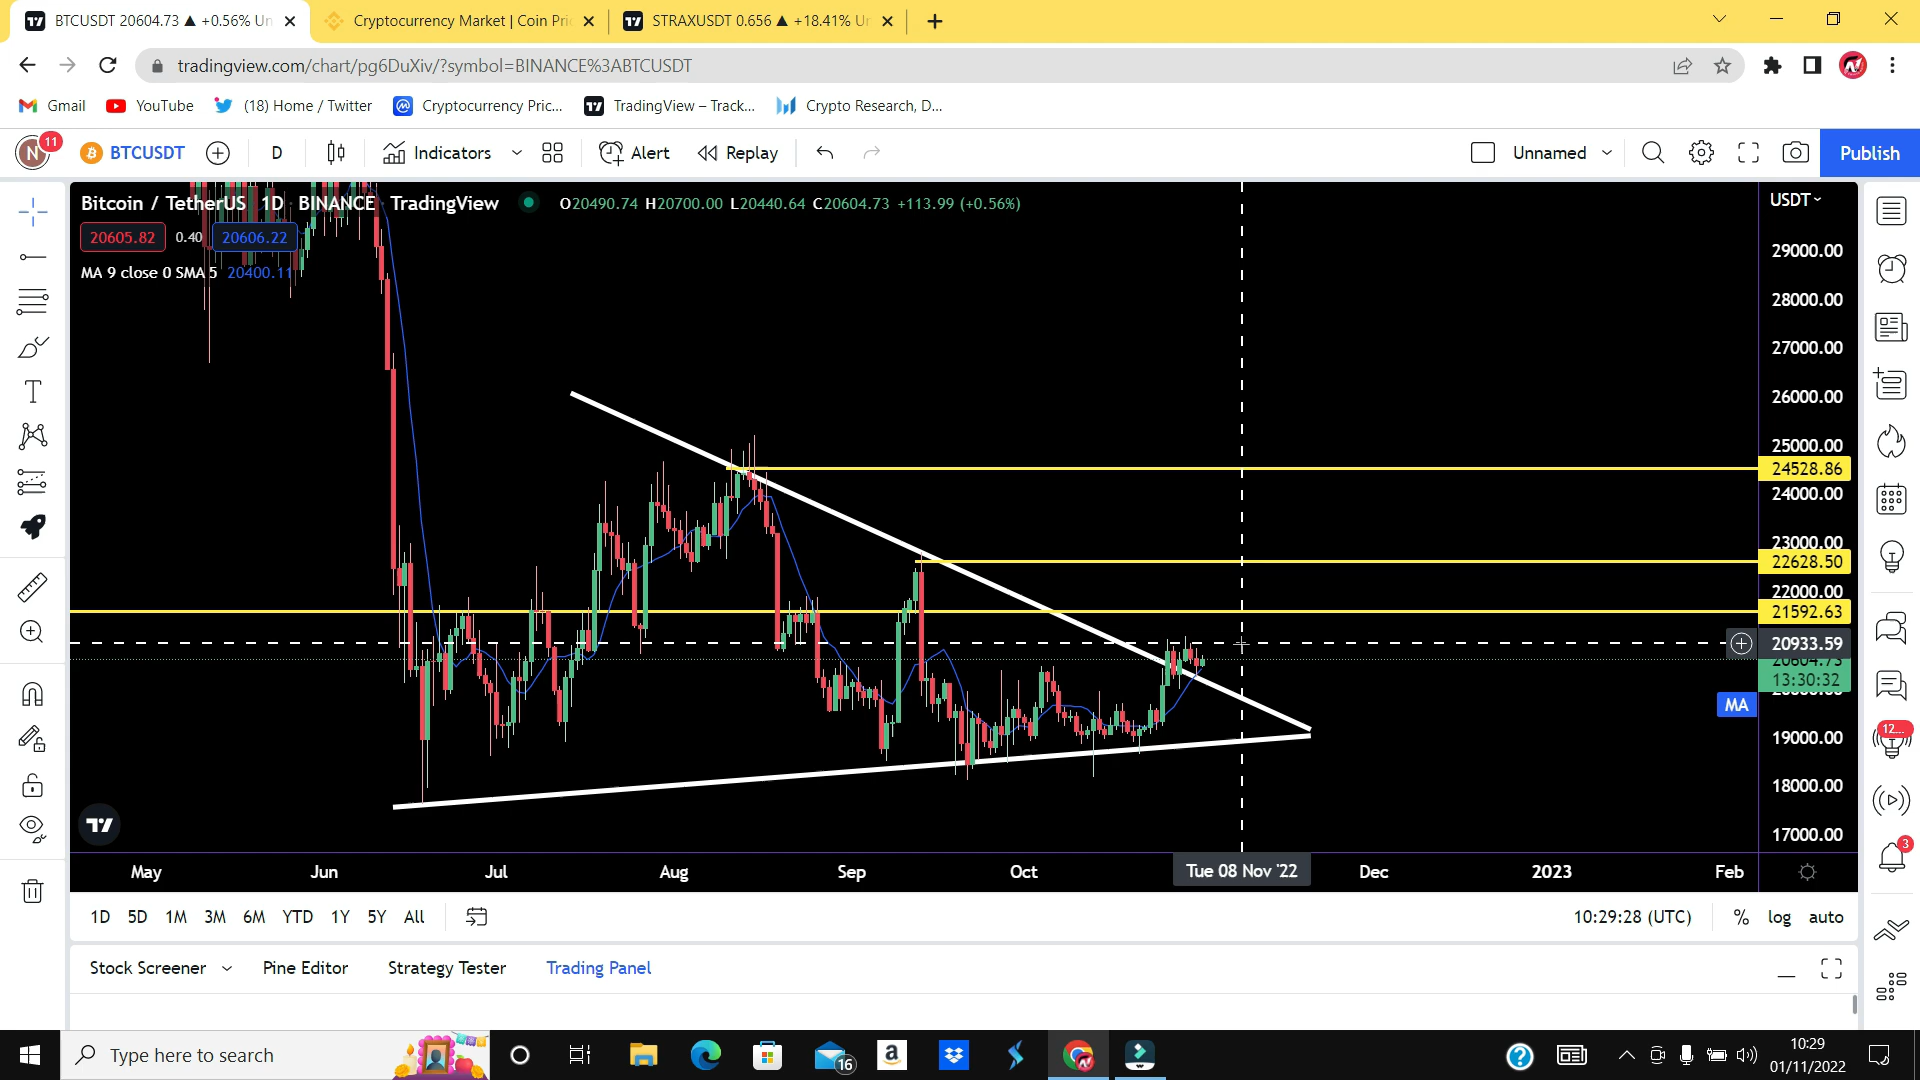 BTCUSDT 20604.73 ▲ +0.56% Un
Cryptocurrency Market | Coin Pri
STRAXUSDT 0.656 ▲ +18.41% Un
tradingview.com/chart/pg6DuXiv/?symbol=BINANCE%3ABTCUSDT
Gmail
YouTube
(18) Home / Twitter
Cryptocurrency Pric...
TradingView – Track...
Crypto Research, D...
N
11
BTCUSDT
D
Indicators
Alert
Replay
Unnamed
Publish
Bitcoin / TetherUS 1D BINANCE TradingView
O20490.74 H20700.00 L20440.64 C20604.73 +113.99 (+0.56%)
USDT
20605.82
0.40
20606.22
MA 9 close 0 SMA 5 20400.11
29000.00
28000.00
27000.00
26000.00
25000.00
24528.86
24000.00
23000.00
22628.50
22000.00
21592.63
20933.59
20604.73
13:30:32
MA
12...
19000.00
18000.00
17000.00
3
May
Jun
Jul
Aug
Sep
Oct
Tue 08 Nov '22
Dec
2023
Feb
1D
5D
1M
3M
6M
YTD
1Y
5Y
All
10:29:28 (UTC)
%
log
auto
Stock Screener
Pine Editor
Strategy Tester
Trading Panel
Type here to search
16
10:29
01/11/2022